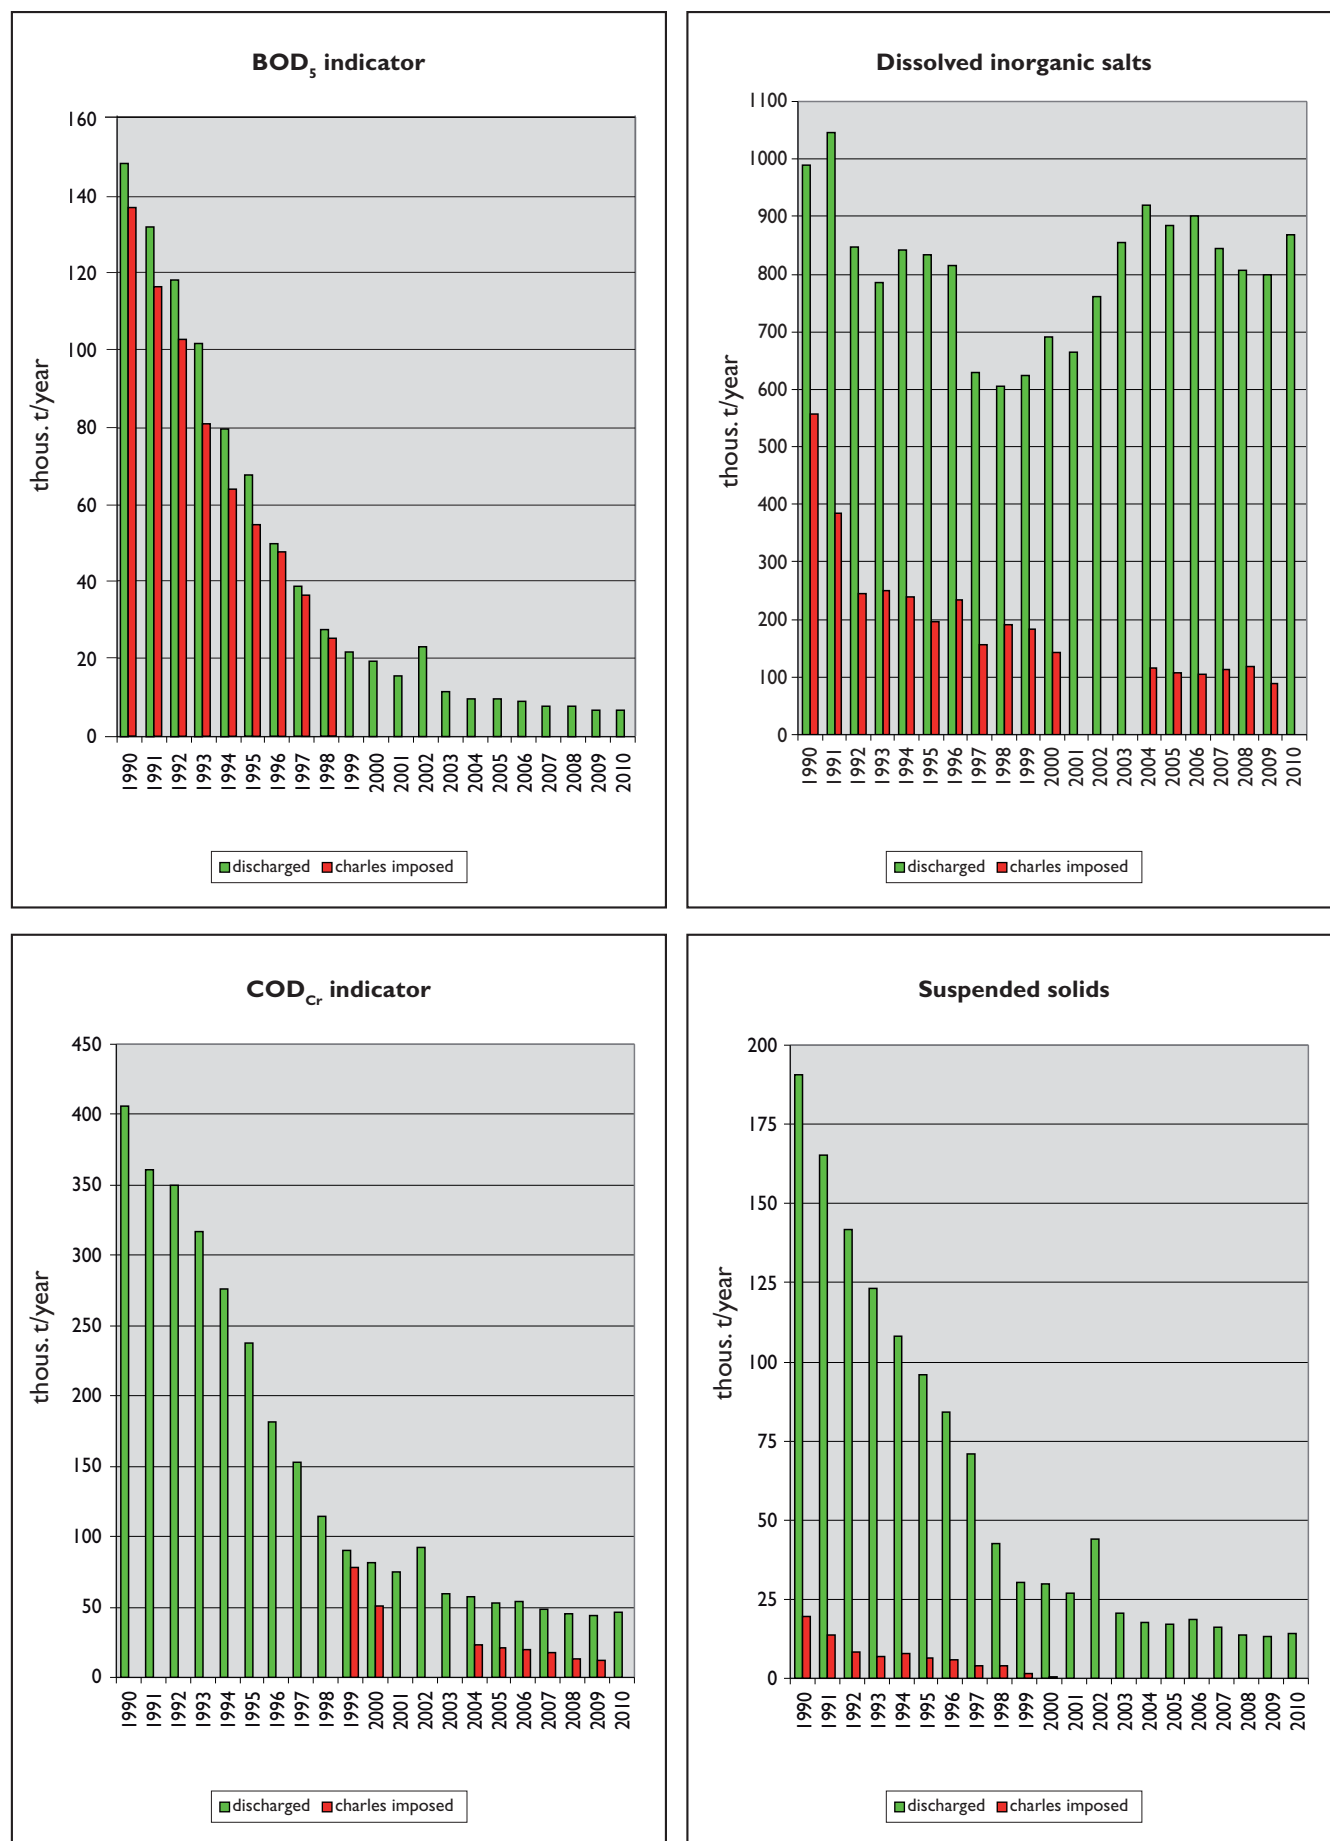 BOD5 indicator
thous. t/year
160
140
120
100
80
60
40
20
0
1990 1991 1992 1993 1994 1995 1996 1997 1998 1999 2000 2001 2002 2003 2004 2005 2006 2007 2008 2009 2010
discharged charles imposed
Dissolved inorganic salts
thous. t/year
1100
1000
900
800
700
600
500
400
300
200
100
0
1990 1991 1992 1993 1994 1995 1996 1997 1998 1999 2000 2001 2002 2003 2004 2005 2006 2007 2008 2009 2010
discharged charles imposed
CODCr indicator
thous. t/year
450
400
350
300
250
200
150
100
50
0
1990 1991 1992 1993 1994 1995 1996 1997 1998 1999 2000 2001 2002 2003 2004 2005 2006 2007 2008 2009 2010
discharged charles imposed
Suspended solids
thous. t/year
200
175
150
125
100
75
50
25
0
1990 1991 1992 1993 1994 1995 1996 1997 1998 1999 2000 2001 2002 2003 2004 2005 2006 2007 2008 2009 2010
discharged charles imposed